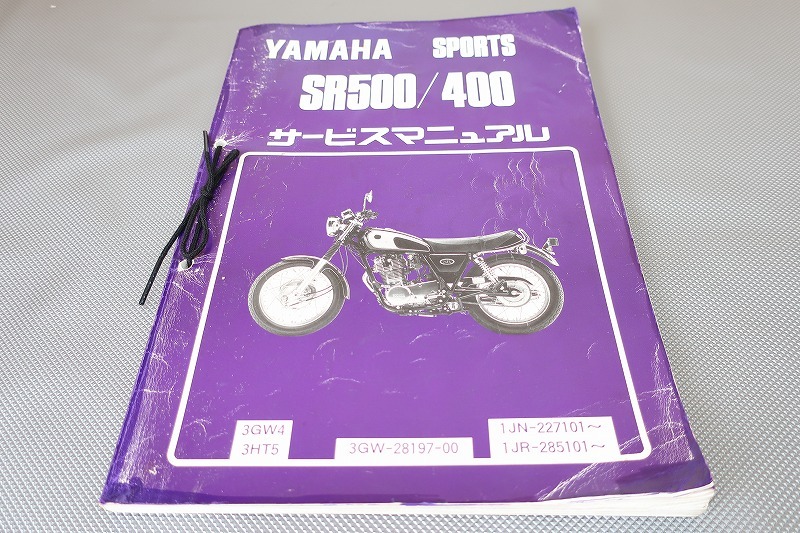 YAMAHA SPORTS
SR500/400
サービスマニュアル
3GW4
3HT5
3GW-28197-00
1JN-227101～
1JR-285101～